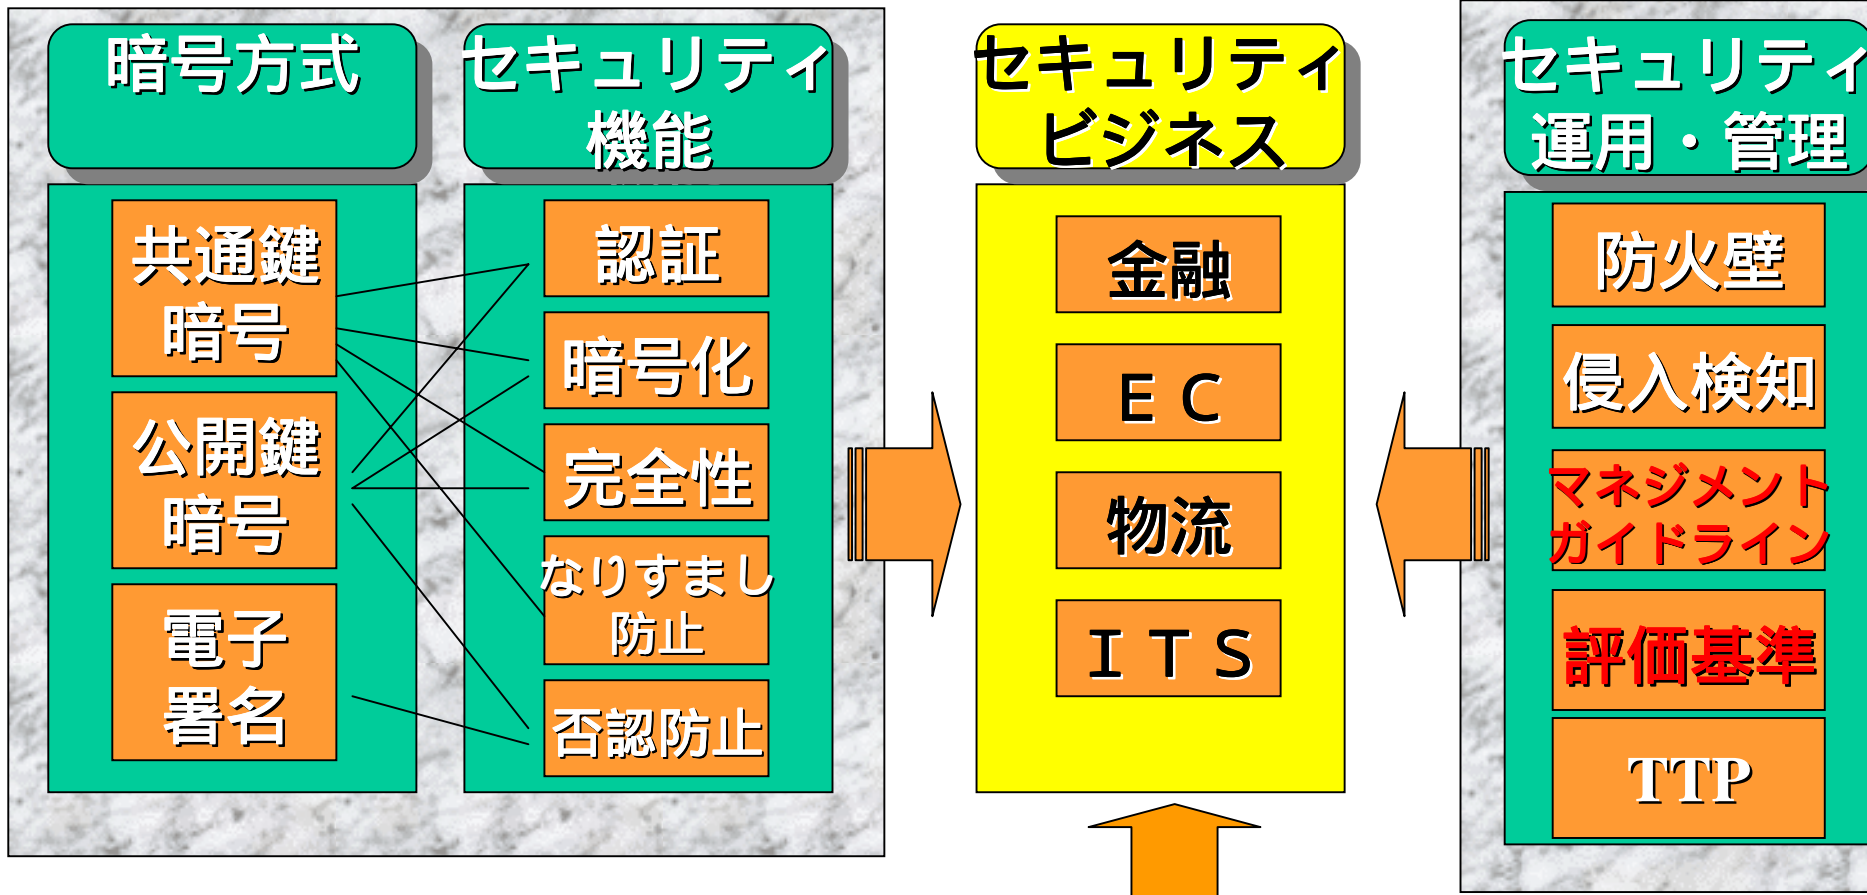 暗号方式
共通鍵
暗号
公開鍵
暗号
電子
署名
セキュリティ
機能
認証
暗号化
完全性
なりすまし
防止
否認防止
セキュリティ
ビジネス
金融
ＥＣ
物流
ＩＴＳ
セキュリティ
運用・管理
防火壁
侵入検知
マネジメント
ガイドライン
評価基準
TTP